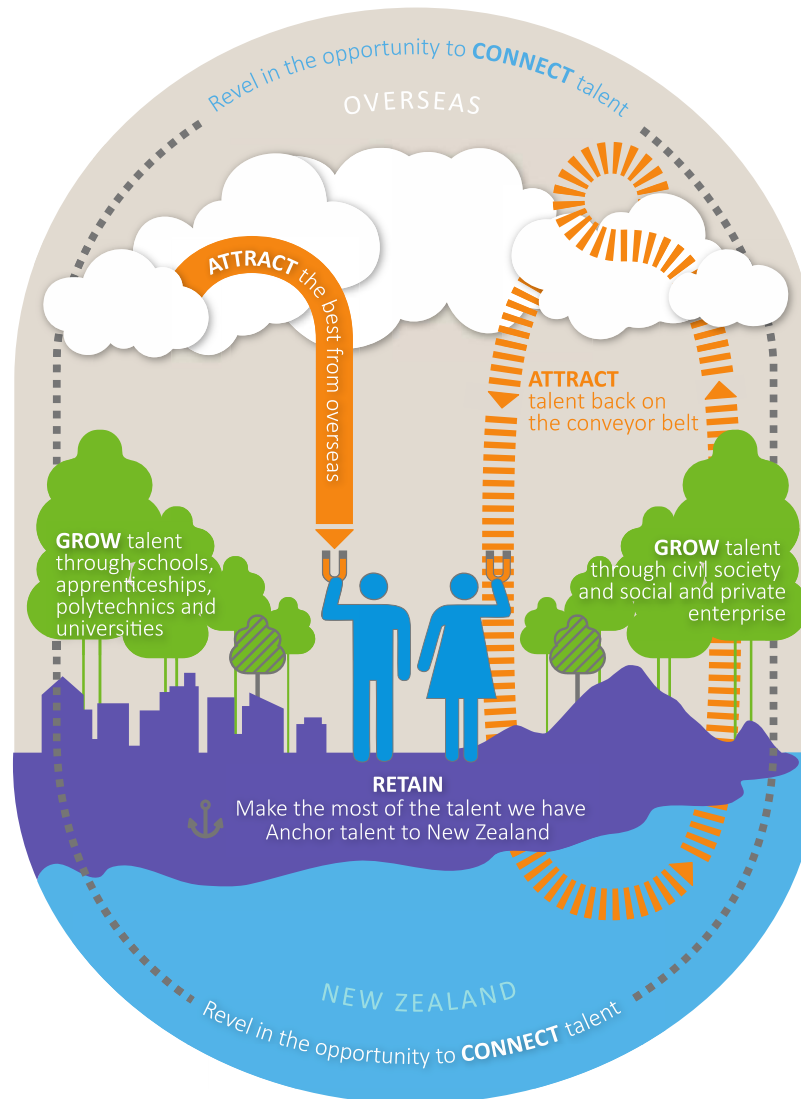 Revel in the opportunity to CONNECT talent
OVERSEAS
ATTRACT the best from overseas
ATTRACT
talent back on
the conveyor belt
GROW talent
through schools,
apprenticeships,
polytechnics and
universities
GROW talent
through civil society
and social and private
enterprise
RETAIN
Make the most of the talent we have
Anchor talent to New Zealand
NEW ZEALAND
Revel in the opportunity to CONNECT talent